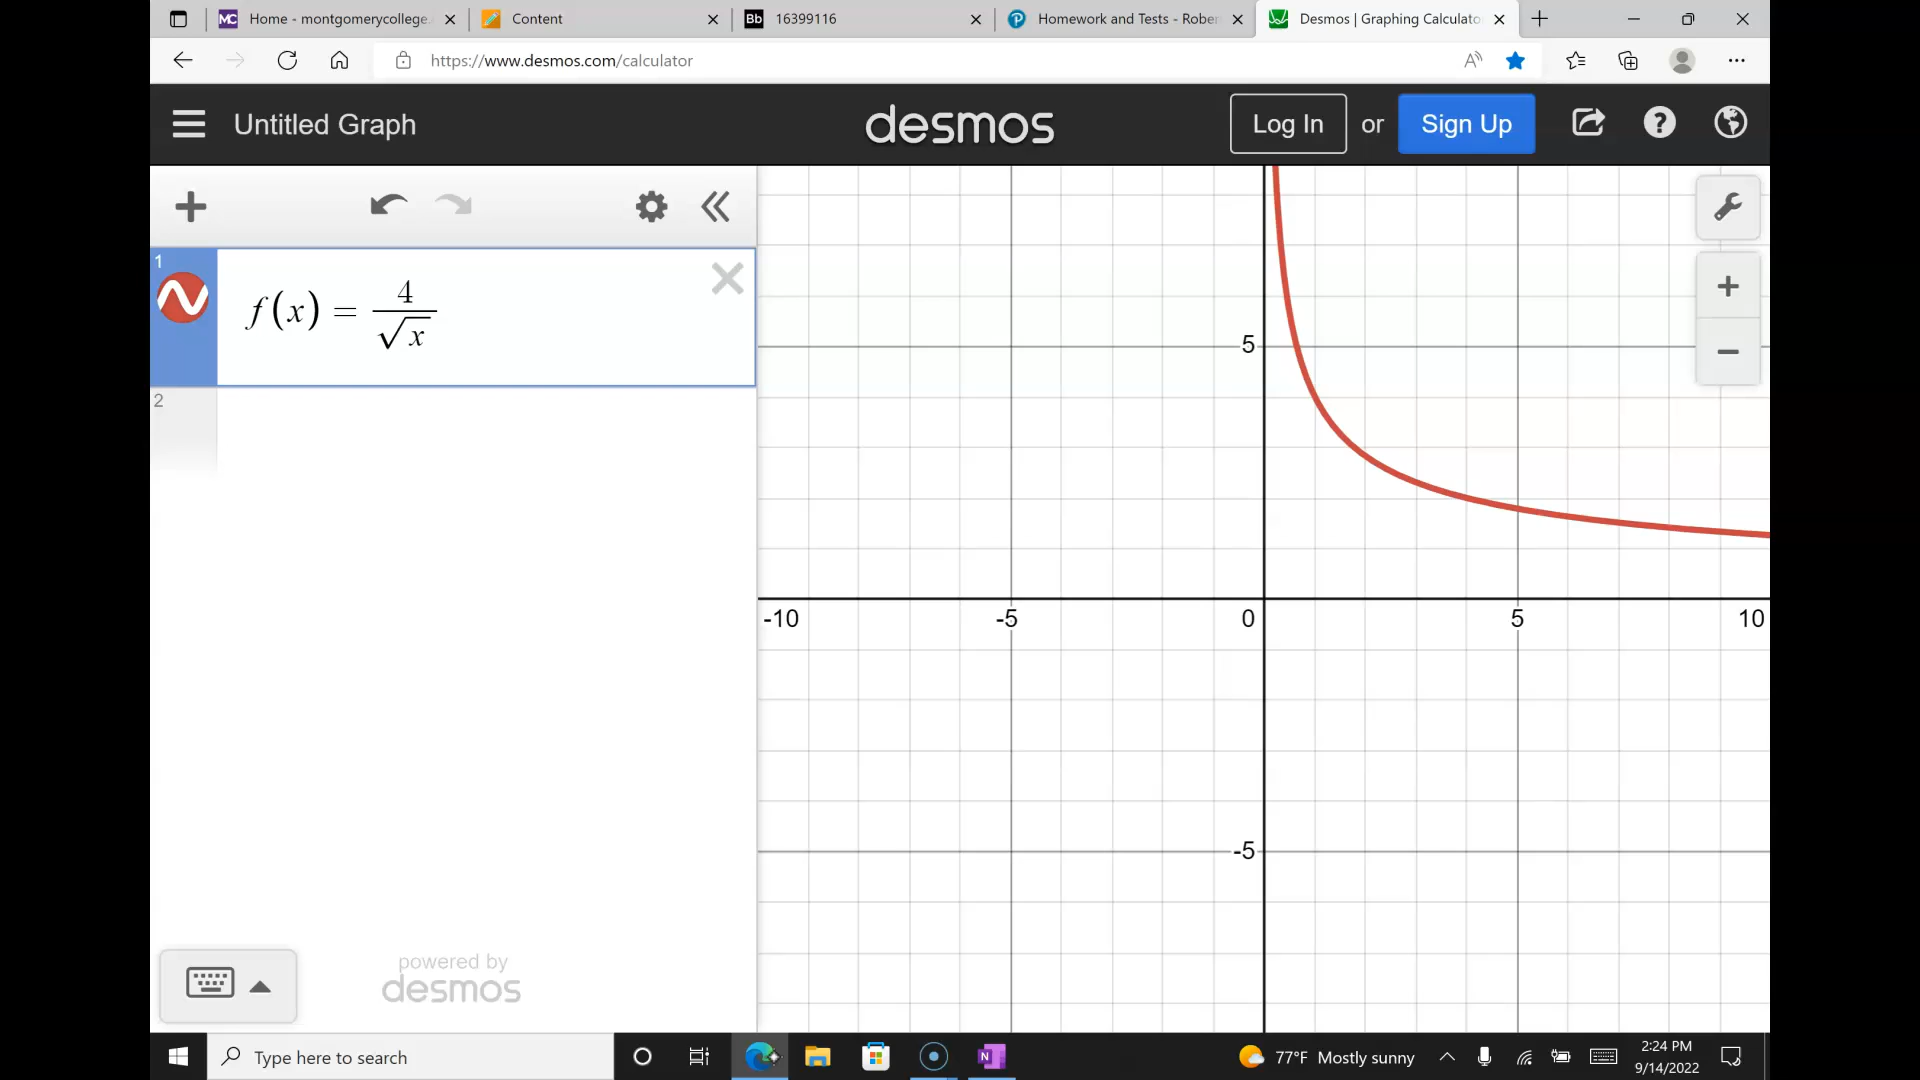 Home - montgomerycollege.
Content
Bb 16399116
Homework and Tests - Rober
Desmos | Graphing Calculato
https://www.desmos.com/calculator
Untitled Graph
desmos
Log In or Sign Up
1
f(x) = 4/√x
2
5
-10 -5 0 5 10
-5
powered by
desmos
Type here to search
77°F Mostly sunny
2:24 PM
9/14/2022